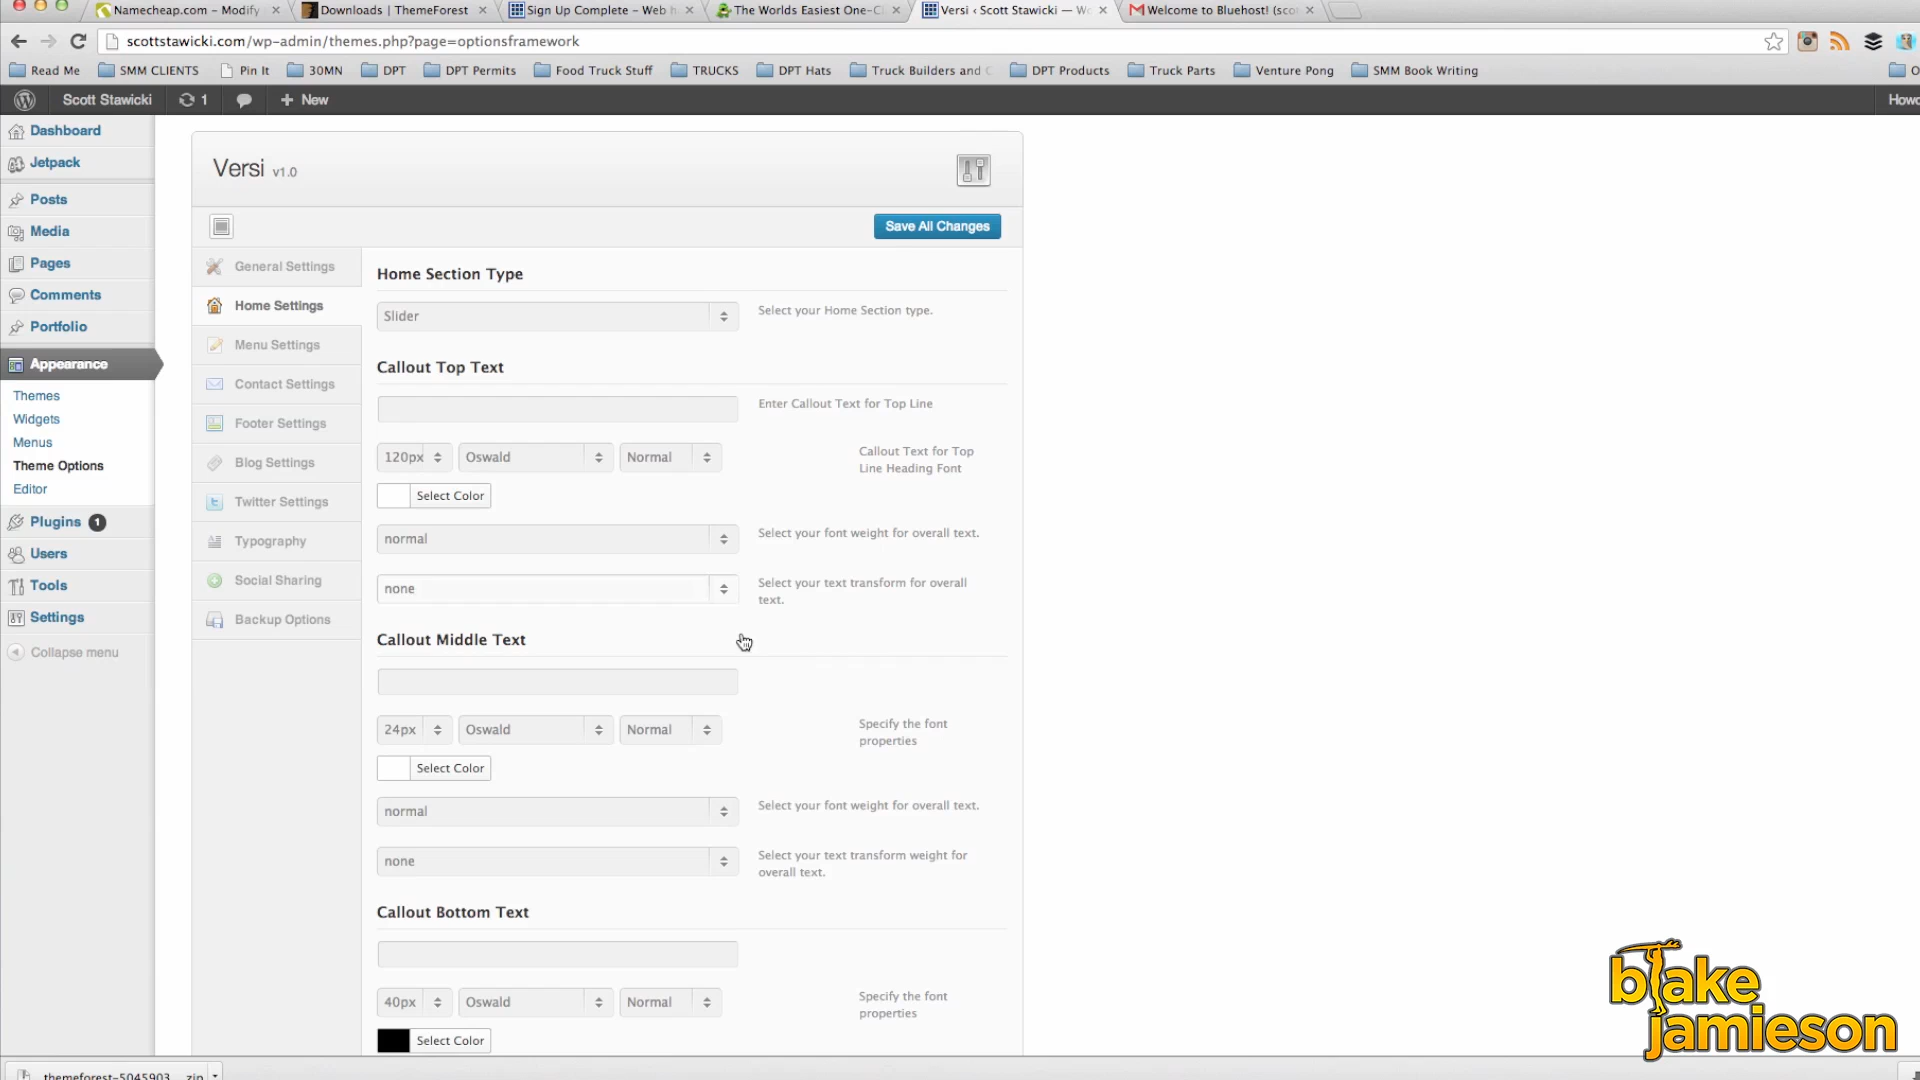 Namecheap.com – Modify
Downloads | ThemeForest
Sign Up Complete – Web h
The Worlds Easiest One-Cl
Versi ‹ Scott Stawicki — Wo
Welcome to Bluehost! (sco
scottstawicki.com/wp-admin/themes.php?page=optionsframework
Read Me
SMM CLIENTS
Pin It
30MN
DPT
DPT Permits
Food Truck Stuff
TRUCKS
DPT Hats
Truck Builders and C
DPT Products
Truck Parts
Venture Pong
SMM Book Writing
Scott Stawicki
1
New
Howd
Dashboard
Jetpack
Posts
Media
Pages
Comments
Portfolio
Appearance
Themes
Widgets
Menus
Theme Options
Editor
Plugins 1
Users
Tools
Settings
Collapse menu
Versi v1.0
Save All Changes
General Settings
Home Settings
Menu Settings
Contact Settings
Footer Settings
Blog Settings
Twitter Settings
Typography
Social Sharing
Backup Options
Home Section Type
Slider
Select your Home Section type.
Callout Top Text
Enter Callout Text for Top Line
120px Oswald Normal
Callout Text for Top
Line Heading Font
Select Color
normal
Select your font weight for overall text.
none
Select your text transform for overall
text.
Callout Middle Text
24px Oswald Normal
Specify the font
properties
Select Color
normal
Select your font weight for overall text.
none
Select your text transform weight for
overall text.
Callout Bottom Text
40px Oswald Normal
Specify the font
properties
Select Color
blake
jamieson
themeforest-5045903....zip